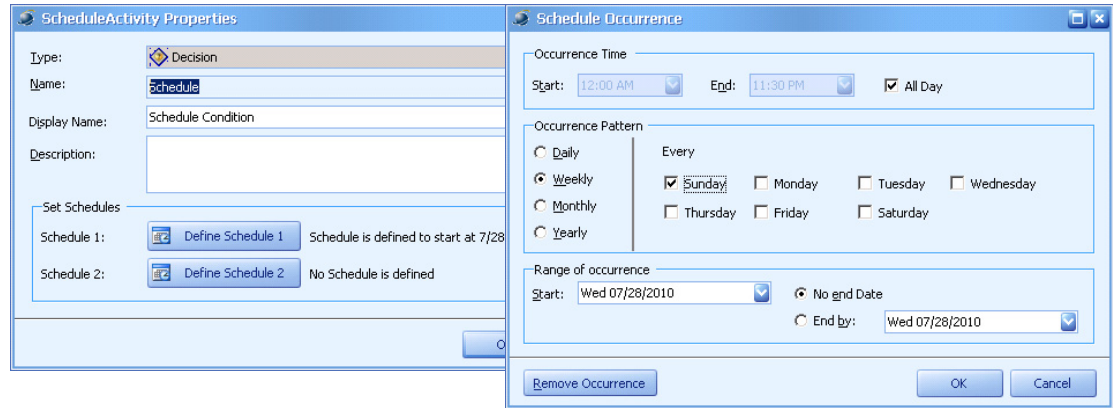 ScheduleActivity Properties
Type: Decision
Name: Schedule
Display Name: Schedule Condition
Description:
Set Schedules
Schedule 1: Define Schedule 1 Schedule is defined to start at 7/28
Schedule 2: Define Schedule 2 No Schedule is defined
O
Schedule Occurrence
Occurrence Time
Start: 12:00 AM End: 11:30 PM All Day
Occurrence Pattern
Daily
Weekly
Monthly
Yearly
Every
Sunday Monday Tuesday Wednesday
Thursday Friday Saturday
Range of occurrence
Start: Wed 07/28/2010 No end Date
End by: Wed 07/28/2010
Remove Occurrence OK Cancel